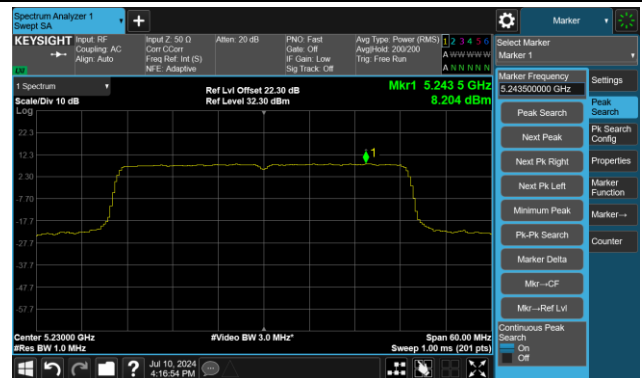 Spectrum Analyzer 1
Swept SA
Marker
KEYSIGHT
Input: RF
Coupling: AC
Align: Auto
Input Z: 50 Ω
Corr CCorr
Freq Ref: Int (S)
NFE: Adaptive
Atten: 20 dB
PNO: Fast
Gate: Off
IF Gain: Low
Sig Track: Off
Avg Type: Power (RMS)
Avg|Hold: 200/200
Trig: Free Run
1 2 3 4 5 6
A W W W W W
A N N N N N
Select Marker
Marker 1
LW
1 Spectrum
Scale/Div 10 dB
Log
Ref Lvl Offset 22.30 dB
Ref Level 32.30 dBm
Mkr1 5.243 5 GHz
8.204 dBm
22.3
12.3
2.30
-7.70
-17.7
-27.7
-37.7
-47.7
-57.7
1
Center 5.23000 GHz
#Res BW 1.0 MHz
#Video BW 3.0 MHz*
Span 60.00 MHz
Sweep 1.00 ms (201 pts)
Marker Frequency
5.243500000 GHz
Peak Search
Next Peak
Next Pk Right
Next Pk Left
Minimum Peak
Pk-Pk Search
Marker Delta
Mkr→CF
Mkr→Ref Lvl
Continuous Peak
Search
On
Off
Settings
Peak
Search
Pk Search
Config
Properties
Marker
Function
Marker→
Counter
?
Jul 10, 2024
4:16:54 PM